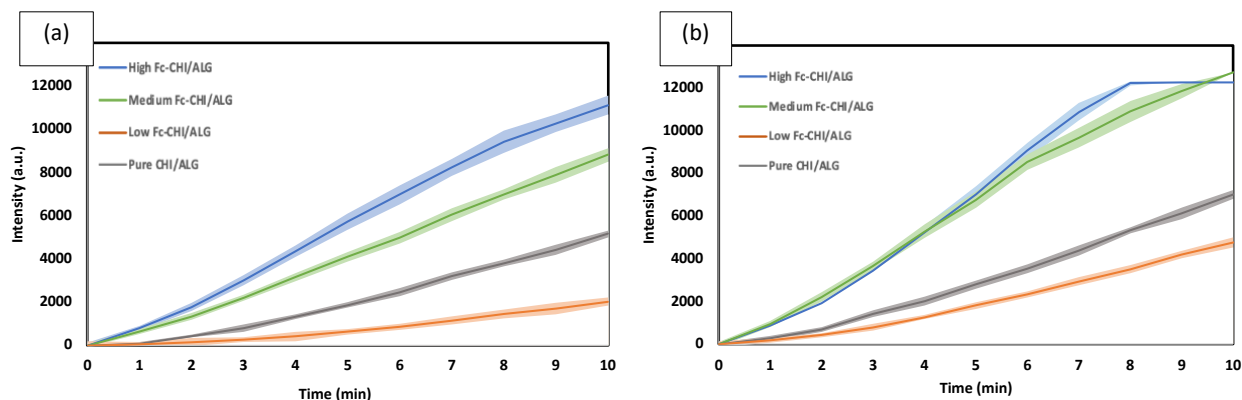 (a)
High Fc-CHI/ALG
Medium Fc-CHI/ALG
Low Fc-CHI/ALG
Pure CHI/ALG
12000
10000
8000
6000
4000
2000
0
Intensity (a.u.)
0 1 2 3 4 5 6 7 8 9 10
Time (min)
(b)
High Fc-CHI/ALG
Medium Fc-CHI/ALG
Low Fc-CHI/ALG
Pure CHI/ALG
12000
10000
8000
6000
4000
2000
0
Intensity (a.u.)
0 1 2 3 4 5 6 7 8 9 10
Time (min)